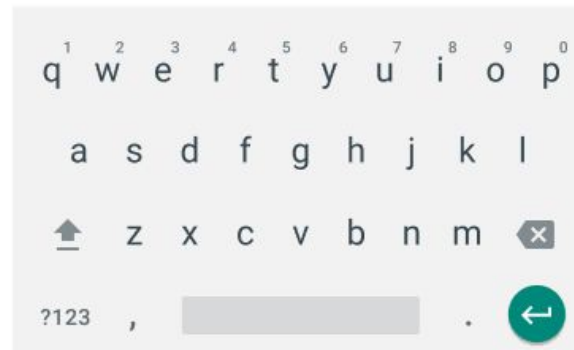 1 2 3 4 5 6 7 8 9 0
q w e r t y u i o p
a s d f g h j k l
z x c v b n m
?123 , .